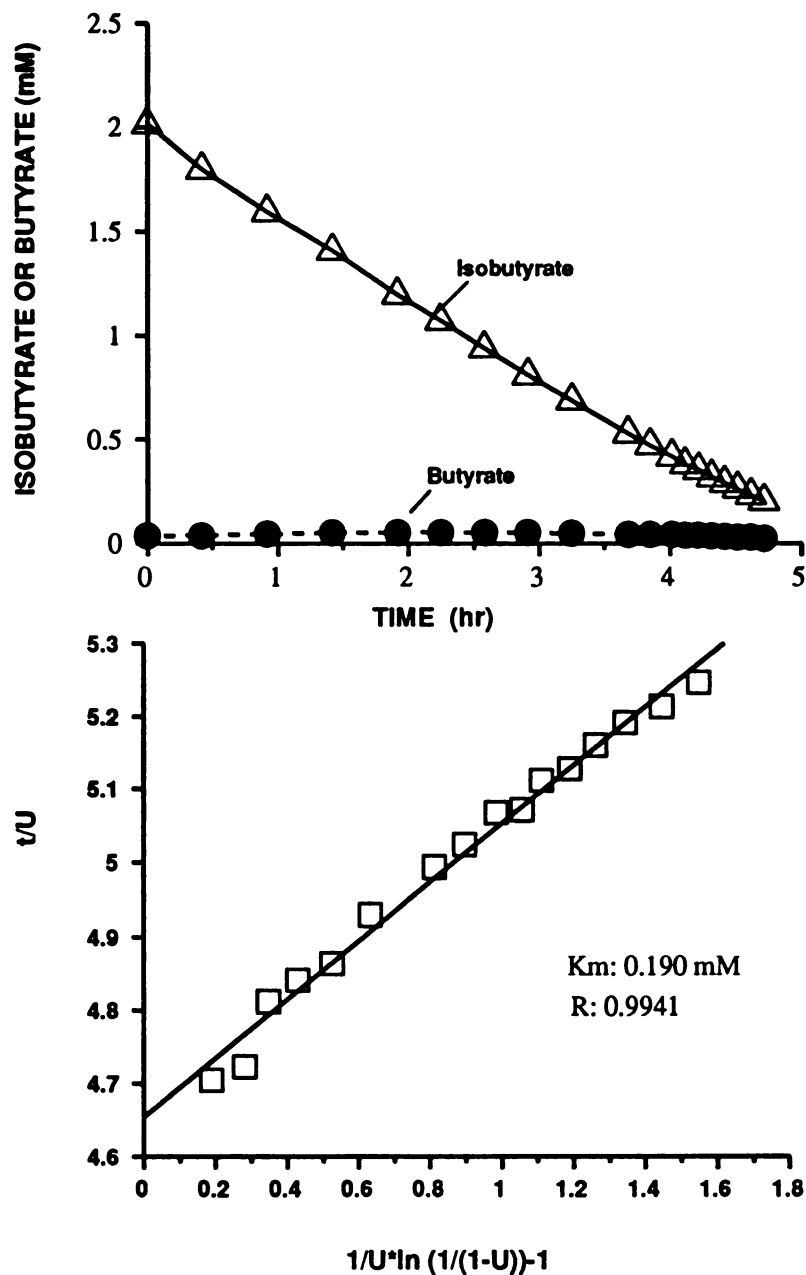 ISOBUTYRATE OR BUTYRATE (mM)
2.5
2
1.5
1
0.5
0
Isobutyrate
Butyrate
0 1 2 3 4 5
TIME (hr)
t/U
5.3
5.2
5.1
5
4.9
4.8
4.7
4.6
Km: 0.190 mM
R: 0.9941
0 0.2 0.4 0.6 0.8 1 1.2 1.4 1.6 1.8
1/U*ln (1/(1-U))-1